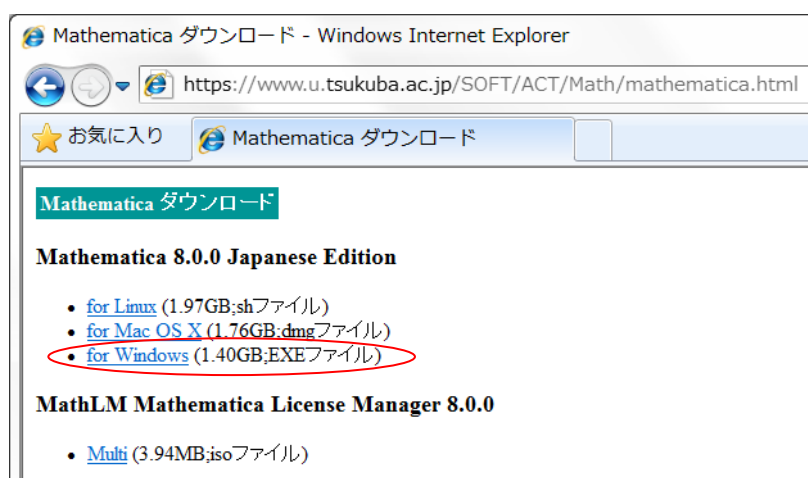 Mathematica ダウンロード - Windows Internet Explorer
https://www.u.tsukuba.ac.jp/SOFT/ACT/Math/mathematica.html
お気に入り
Mathematica ダウンロード
Mathematica ダウンロード
Mathematica 8.0.0 Japanese Edition
for Linux (1.97GB;shファイル)
for Mac OS X (1.76GB;dmgファイル)
for Windows (1.40GB;EXEファイル)
MathLM Mathematica License Manager 8.0.0
Multi (3.94MB;isoファイル)